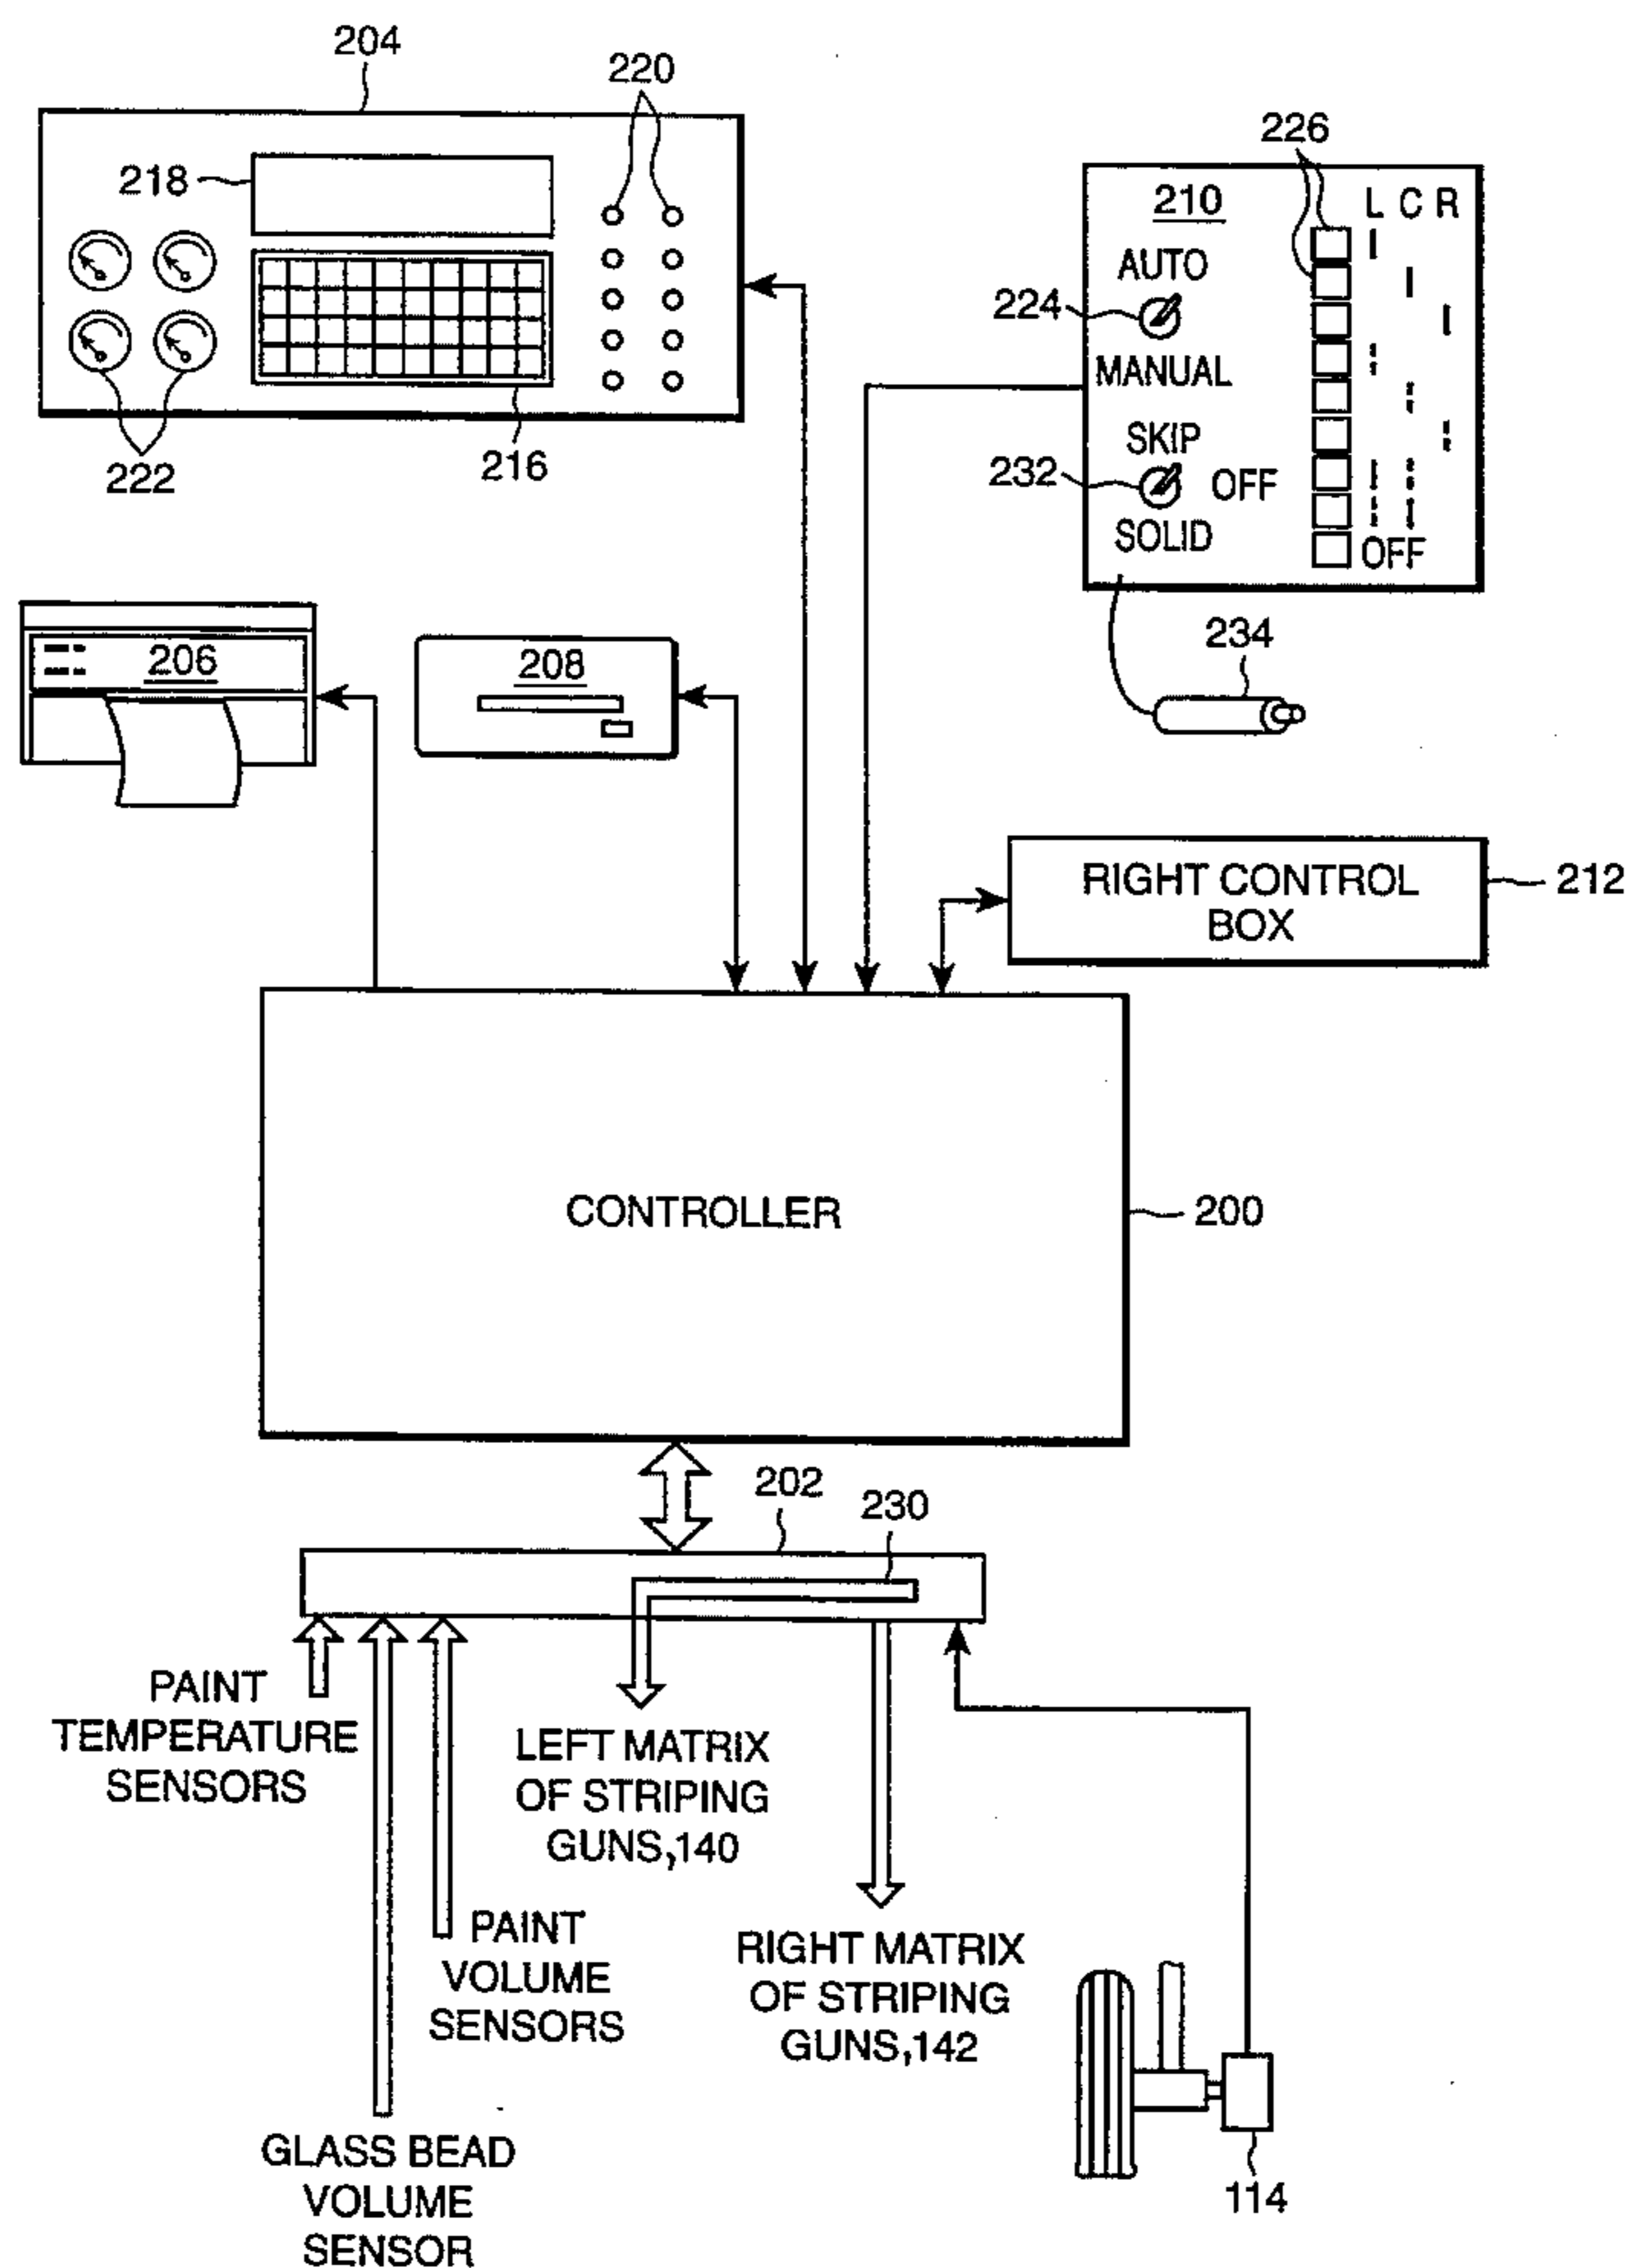 204
220
218
222
216
226
210
L C R
AUTO
224
MANUAL
SKIP
232
OFF
SOLID
OFF
234
206
208
RIGHT CONTROL
BOX
212
CONTROLLER
200
202
230
PAINT
TEMPERATURE
SENSORS
LEFT MATRIX
OF STRIPING
GUNS,140
PAINT
VOLUME
SENSORS
RIGHT MATRIX
OF STRIPING
GUNS,142
GLASS BEAD
VOLUME
SENSOR
114